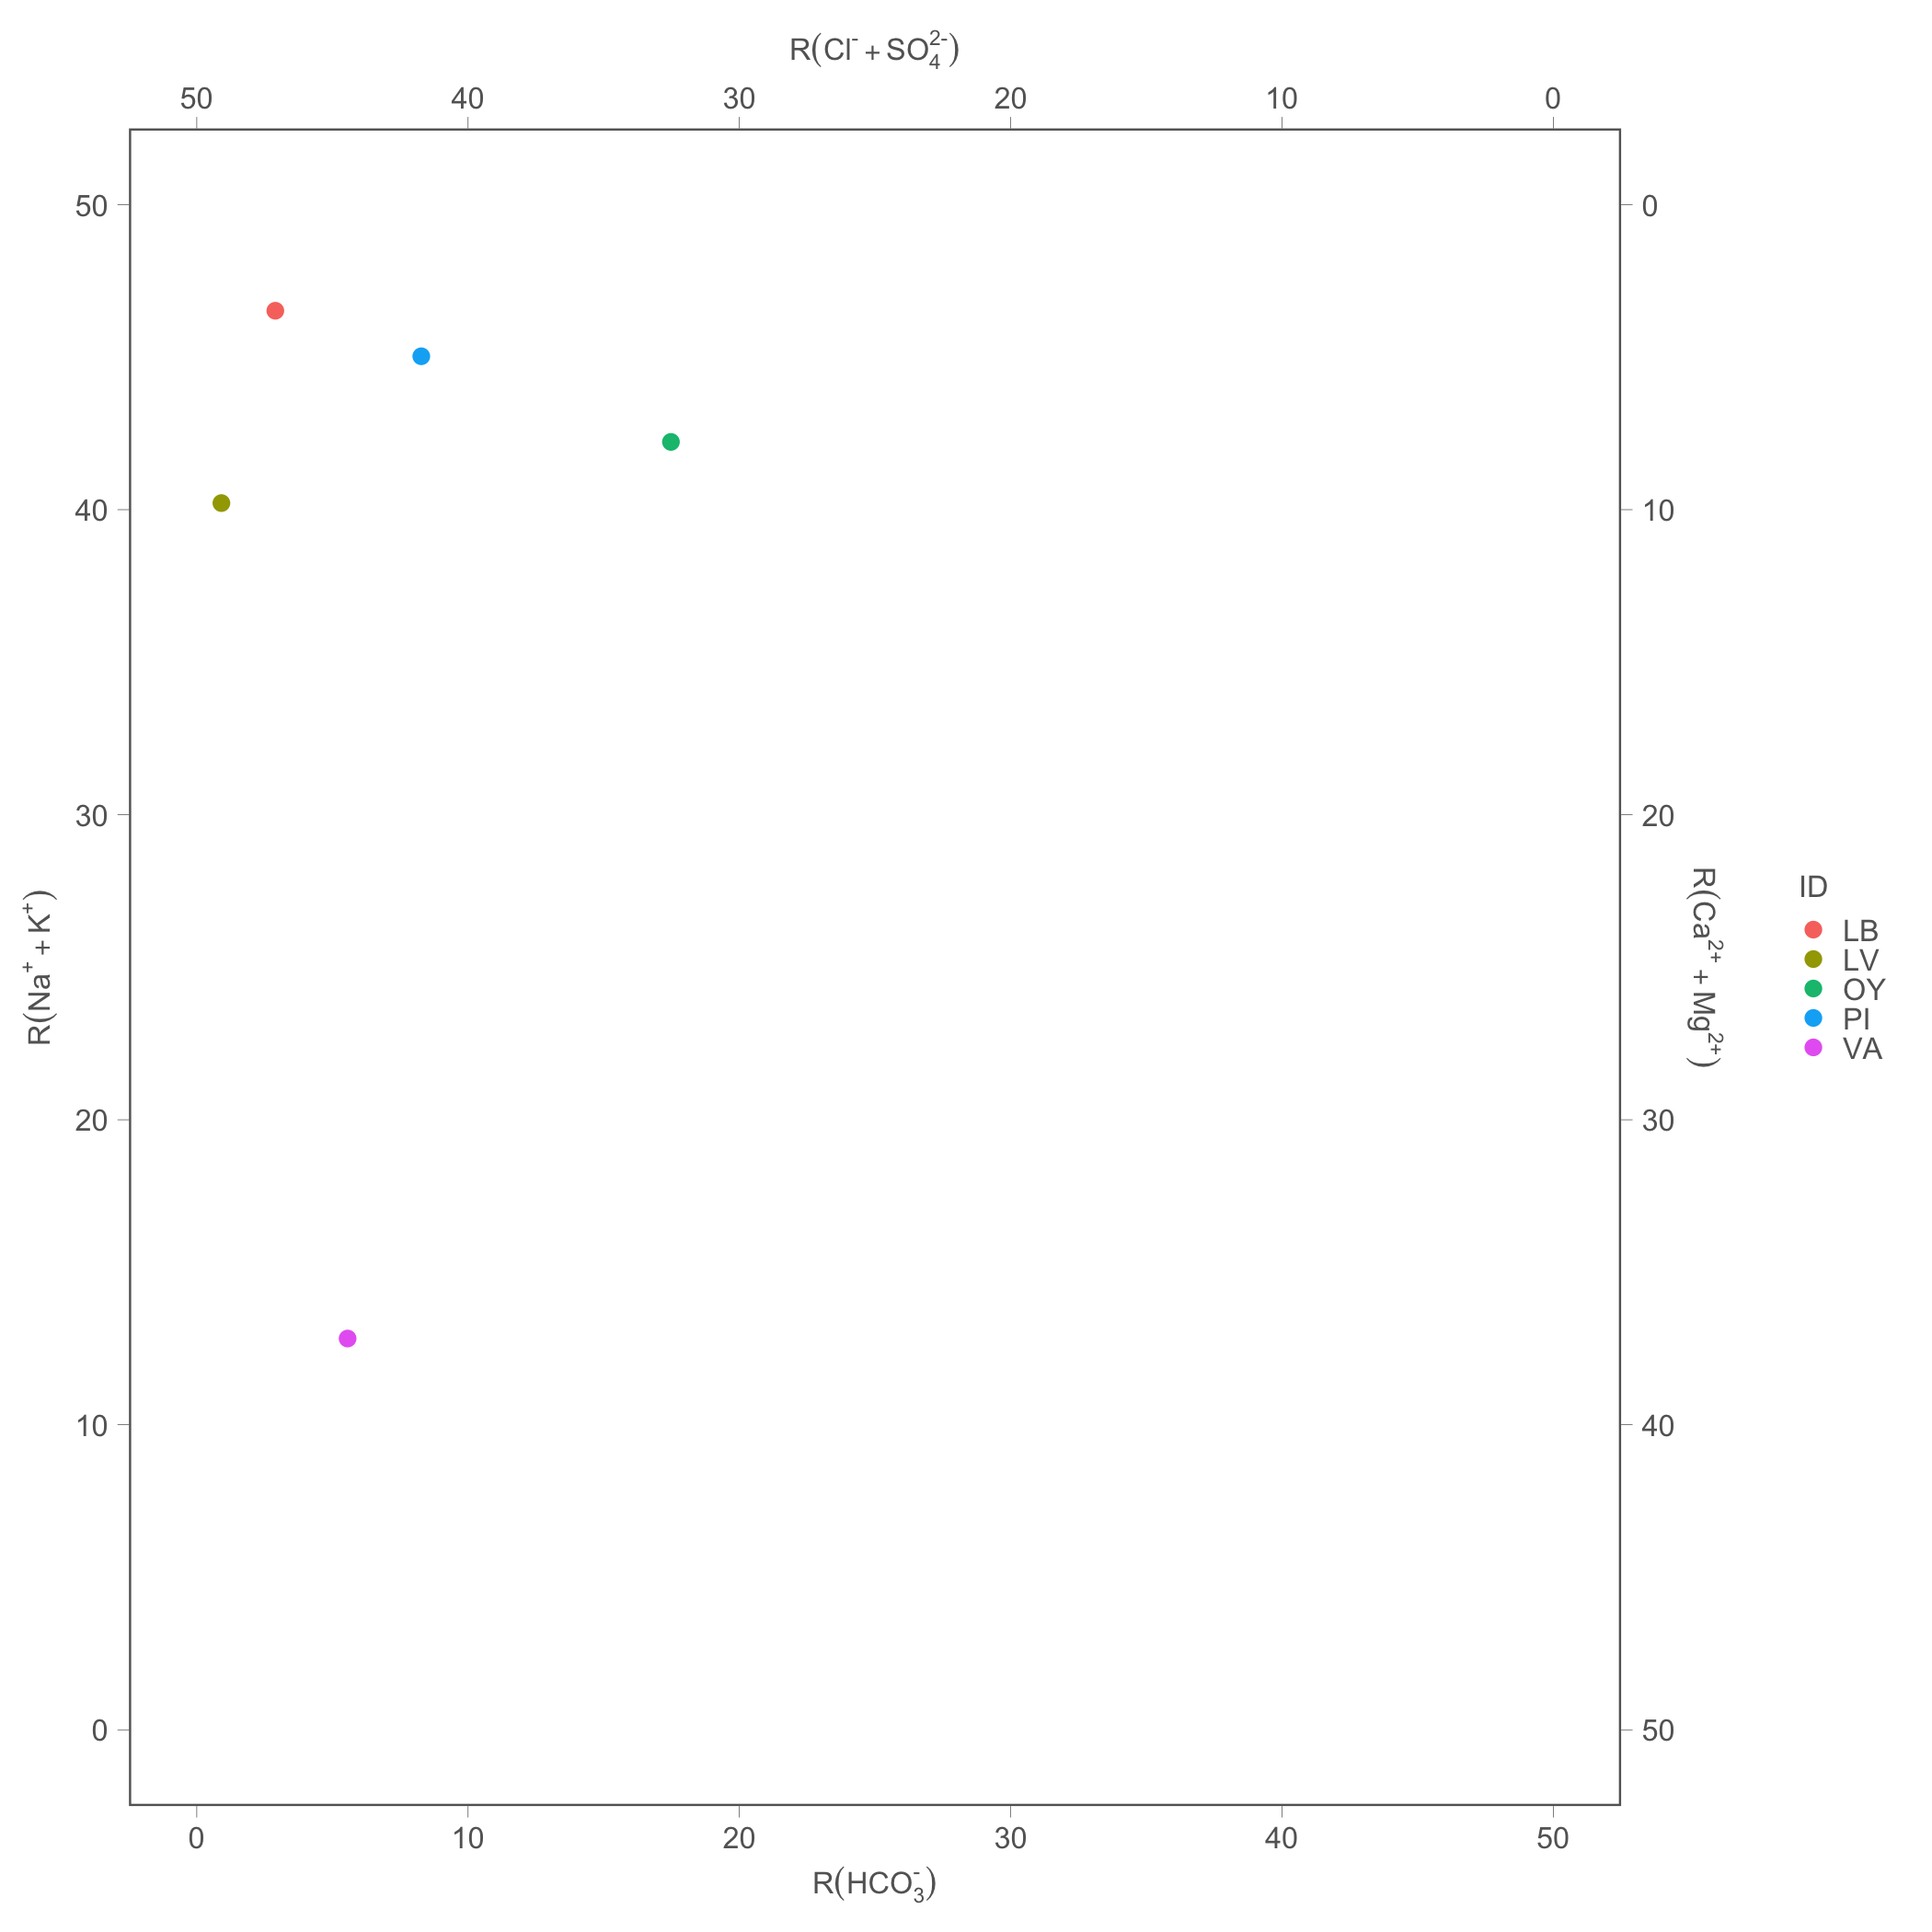 R(Cl⁻ + SO₄²⁻)
50 40 30 20 10 0
50 0
40 10
30 20
20 30
10 40
0 50
R(Na⁺ + K⁺)
R(Ca²⁺ + Mg²⁺)
ID
LB
LV
OY
PI
VA
0 10 20 30 40 50
R(HCO₃⁻)